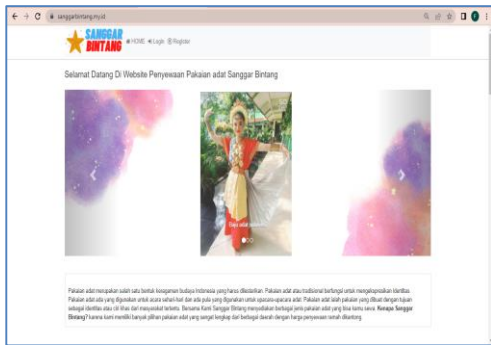 sanggarbintang.my.id
SANGGAR
BINTANG
HOME Login Register
Selamat Datang Di Website Penyewaan Pakaian adat Sanggar Bintang
Baju adat
Pakaian adat merupakan salah satu bentuk keragaman budaya Indonesia yang harus dilestarikan. Pakaian adat atau tradisional berfungsi untuk mengekspresikan identitas.
Pakaian adat ada yang digunakan untuk acara sehari-hari dan ada pula yang digunakan untuk upacara-upacara adat. Pakaian adat ialah pakaian yang dibuat dengan tujuan
sebagai identitas atau ciri khas dari masyarakat tertentu. Bersama Kami Sanggar Bintang menyediakan berbagai jenis pakaian adat yang bisa kamu sewa. Kenapa Sanggar
Bintang? karena kami memiliki banyak pilihan pakaian adat yang sangat lengkap dari berbagai daerah dengan harga penyewaan ramah dikantong.